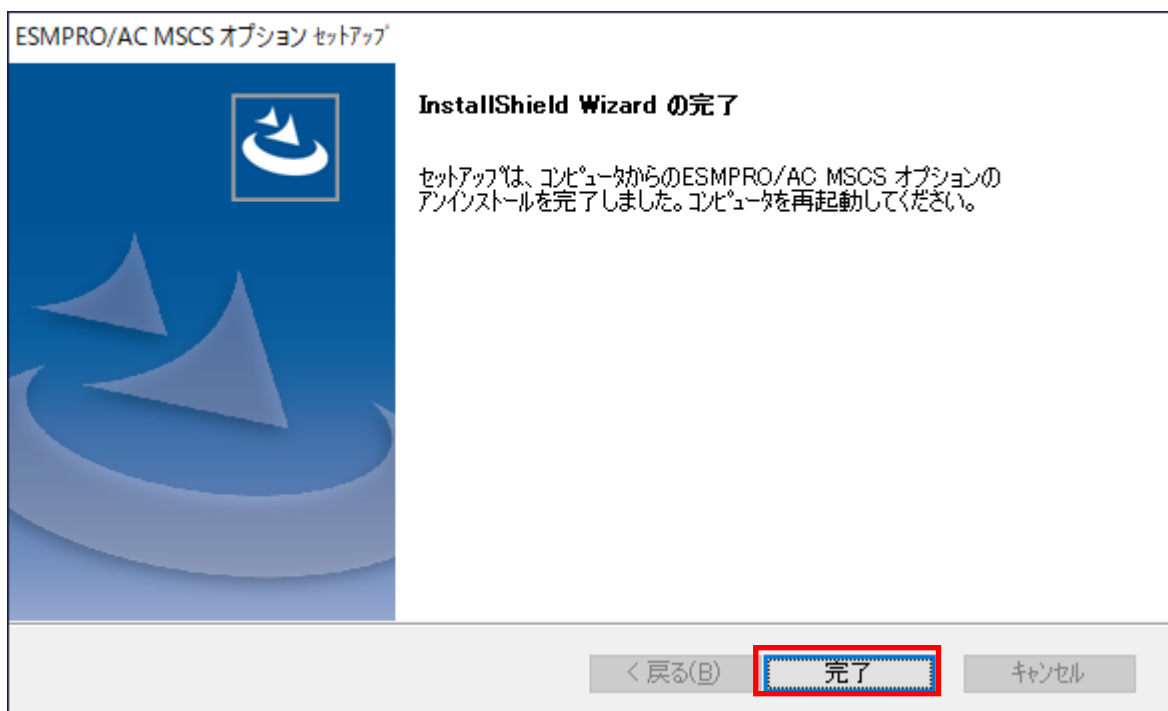 ESMPRO/AC MSCS オプション セットアップ
InstallShield Wizard の完了
セットアップは、コンピュータからのESMPRO/AC MSCS オプションの
アンインストールを完了しました。コンピュータを再起動してください。
< 戻る(B)
完了
キャンセル